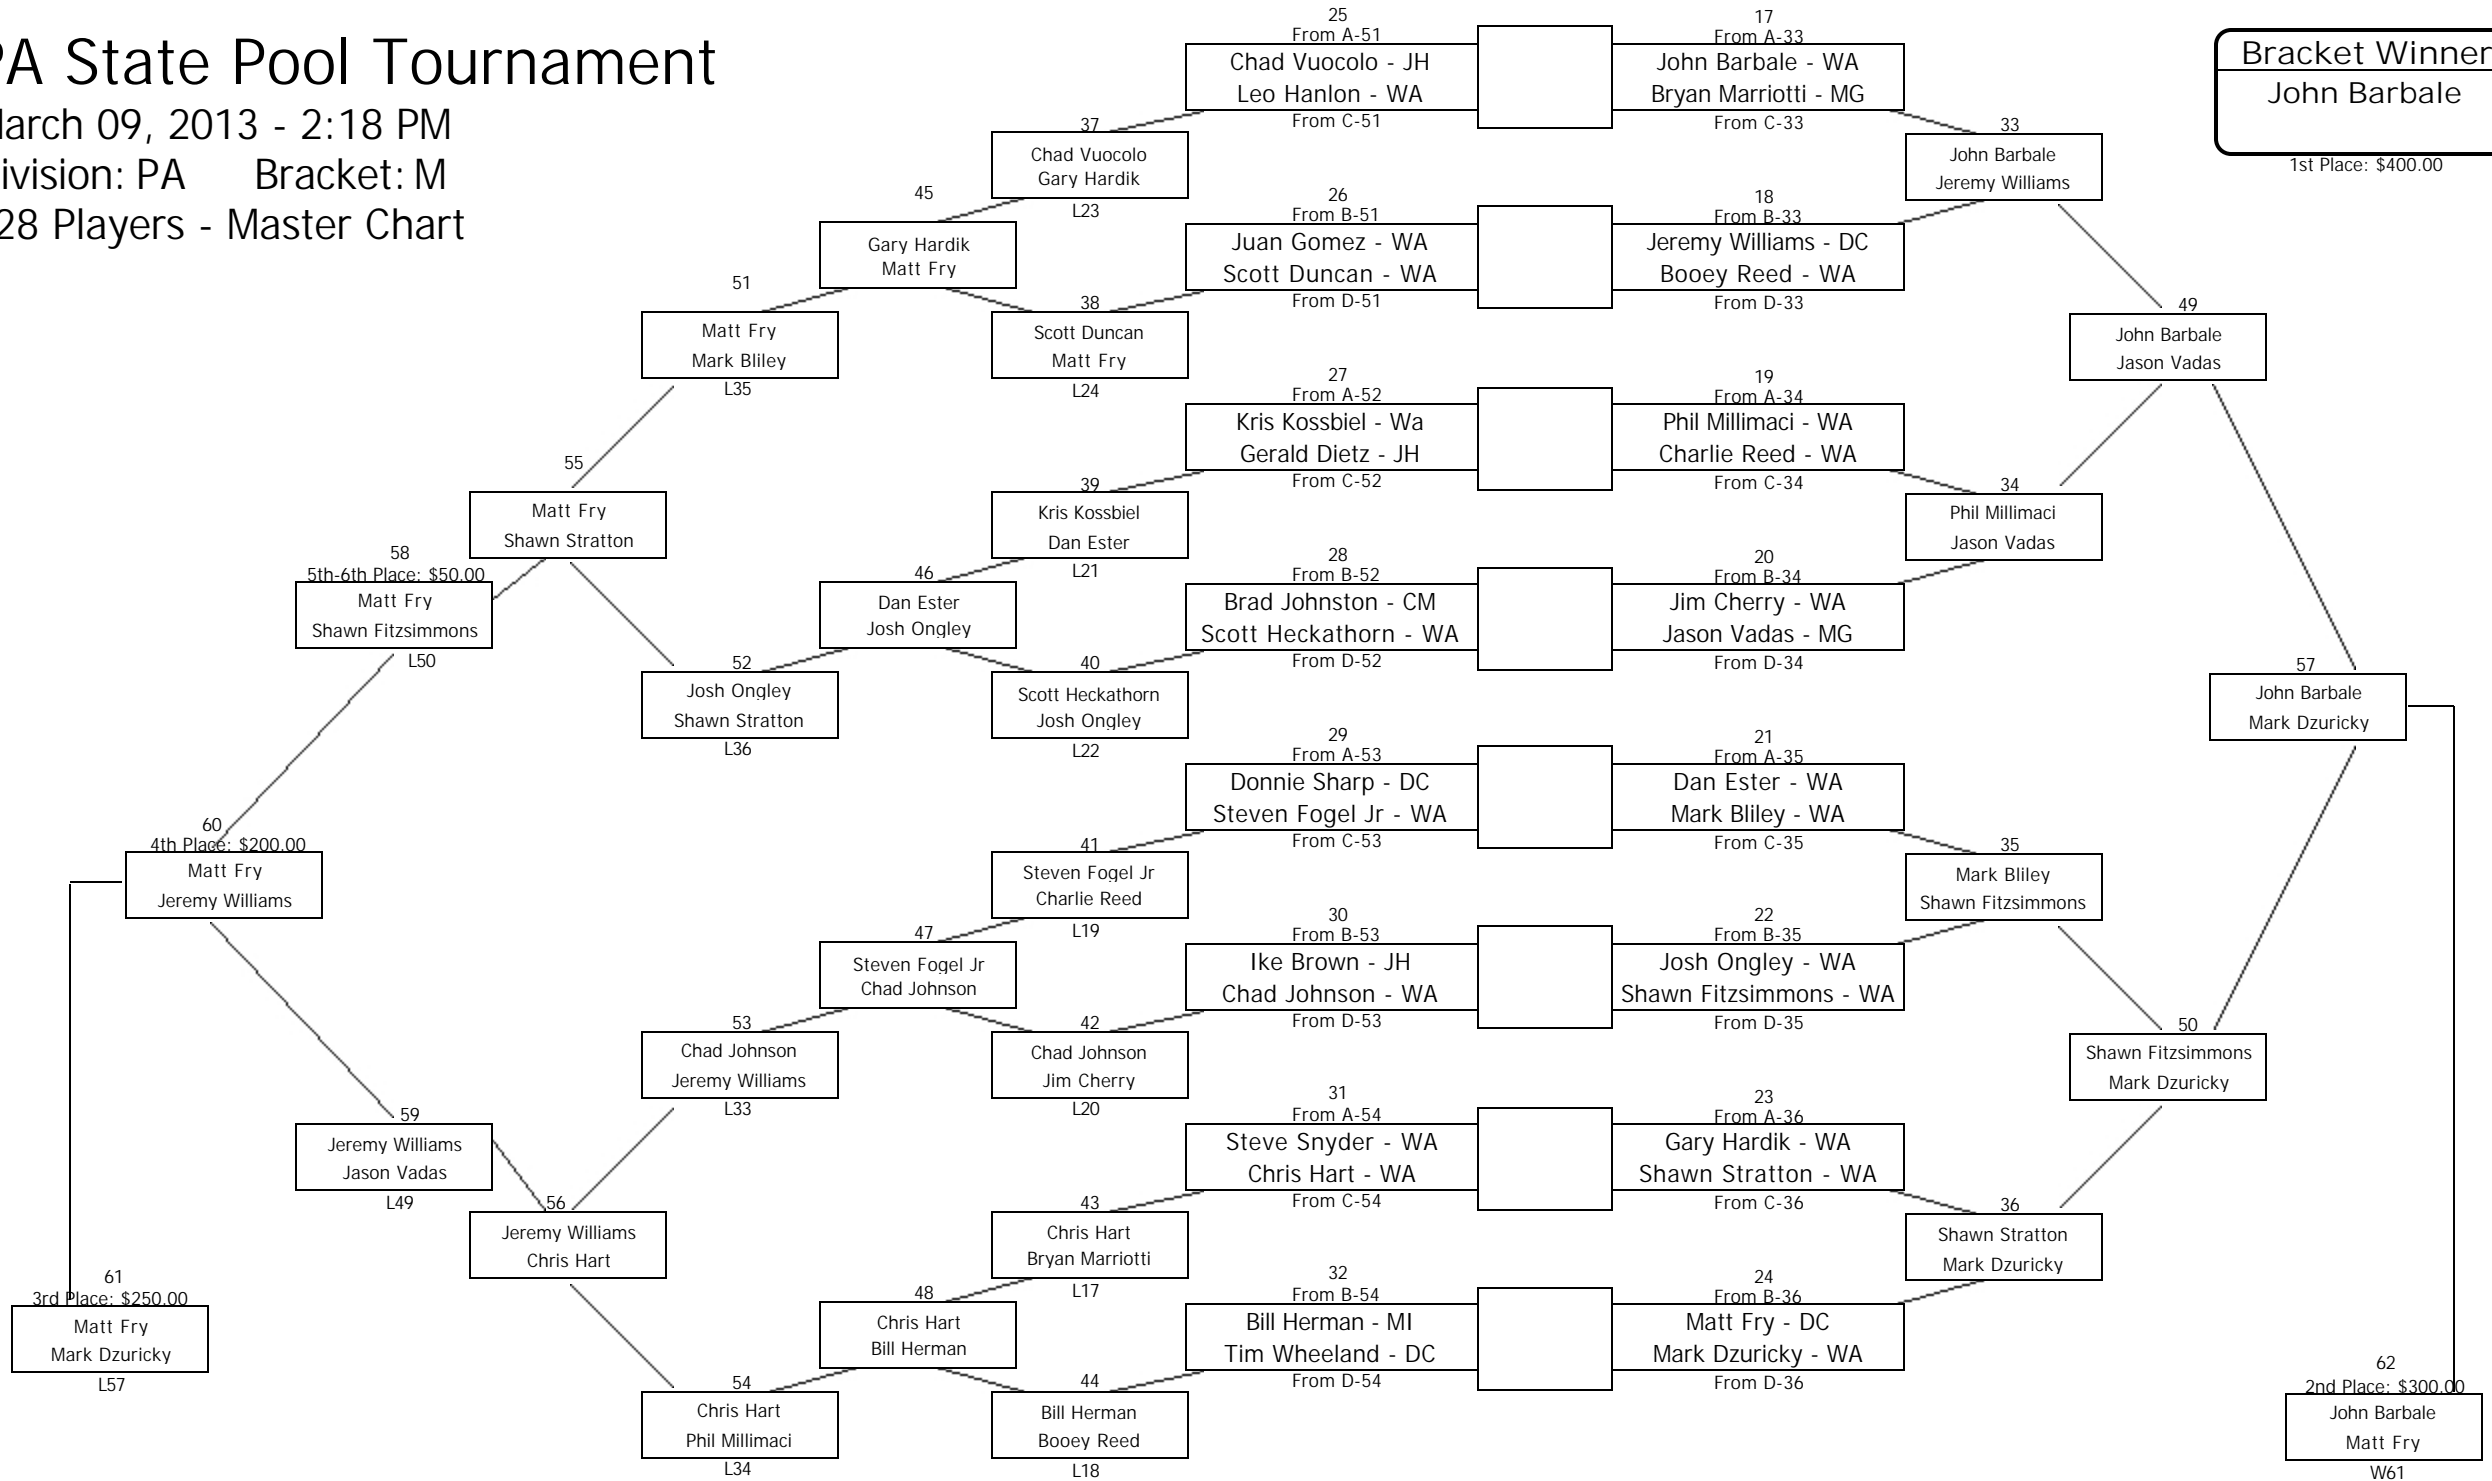 PA State Pool Tournament
March 09, 2013 - 2:18 PM
Division: PA Bracket: M
28 Players - Master Chart
Bracket Winner
John Barbale
1st Place: $400.00
25
From A-51
Chad Vuocolo - JH
Leo Hanlon - WA
From C-51
26
From B-51
Juan Gomez - WA
Scott Duncan - WA
From D-51
27
From A-52
Kris Kossbiel - Wa
Gerald Dietz - JH
From C-52
28
From B-52
Brad Johnston - CM
Scott Heckathorn - WA
From D-52
29
From A-53
Donnie Sharp - DC
Steven Fogel Jr - WA
From C-53
30
From B-53
Ike Brown - JH
Chad Johnson - WA
From D-53
31
From A-54
Steve Snyder - WA
Chris Hart - WA
From C-54
32
From B-54
Bill Herman - MI
Tim Wheeland - DC
From D-54
17
From A-33
John Barbale - WA
Bryan Marriotti - MG
From C-33
18
From B-33
Jeremy Williams - DC
Booey Reed - WA
From D-33
19
From A-34
Phil Millimaci - WA
Charlie Reed - WA
From C-34
20
From B-34
Jim Cherry - WA
Jason Vadas - MG
From D-34
21
From A-35
Dan Ester - WA
Mark Bliley - WA
From C-35
22
From B-35
Josh Ongley - WA
Shawn Fitzsimmons - WA
From D-35
23
From A-36
Gary Hardik - WA
Shawn Stratton - WA
From C-36
24
From B-36
Matt Fry - DC
Mark Dzuricky - WA
From D-36
37
Chad Vuocolo
Gary Hardik
L23
38
Scott Duncan
Matt Fry
L24
39
Kris Kossbiel
Dan Ester
L21
40
Scott Heckathorn
Josh Ongley
L22
41
Steven Fogel Jr
Charlie Reed
L19
42
Chad Johnson
Jim Cherry
L20
43
Chris Hart
Bryan Marriotti
L17
44
Bill Herman
Booey Reed
L18
45
Gary Hardik
Matt Fry
46
Dan Ester
Josh Ongley
47
Steven Fogel Jr
Chad Johnson
48
Chris Hart
Bill Herman
51
Matt Fry
Mark Bliley
L35
52
Josh Ongley
Shawn Stratton
L36
53
Chad Johnson
Jeremy Williams
L33
54
Chris Hart
Phil Millimaci
L34
55
Matt Fry
Shawn Stratton
56
Jeremy Williams
Chris Hart
58
5th-6th Place: $50.00
Matt Fry
Shawn Fitzsimmons
L50
59
Jeremy Williams
Jason Vadas
L49
60
4th Place: $200.00
Matt Fry
Jeremy Williams
61
3rd Place: $250.00
Matt Fry
Mark Dzuricky
L57
33
John Barbale
Jeremy Williams
34
Phil Millimaci
Jason Vadas
35
Mark Bliley
Shawn Fitzsimmons
36
Shawn Stratton
Mark Dzuricky
49
John Barbale
Jason Vadas
50
Shawn Fitzsimmons
Mark Dzuricky
57
John Barbale
Mark Dzuricky
62
2nd Place: $300.00
John Barbale
Matt Fry
W61